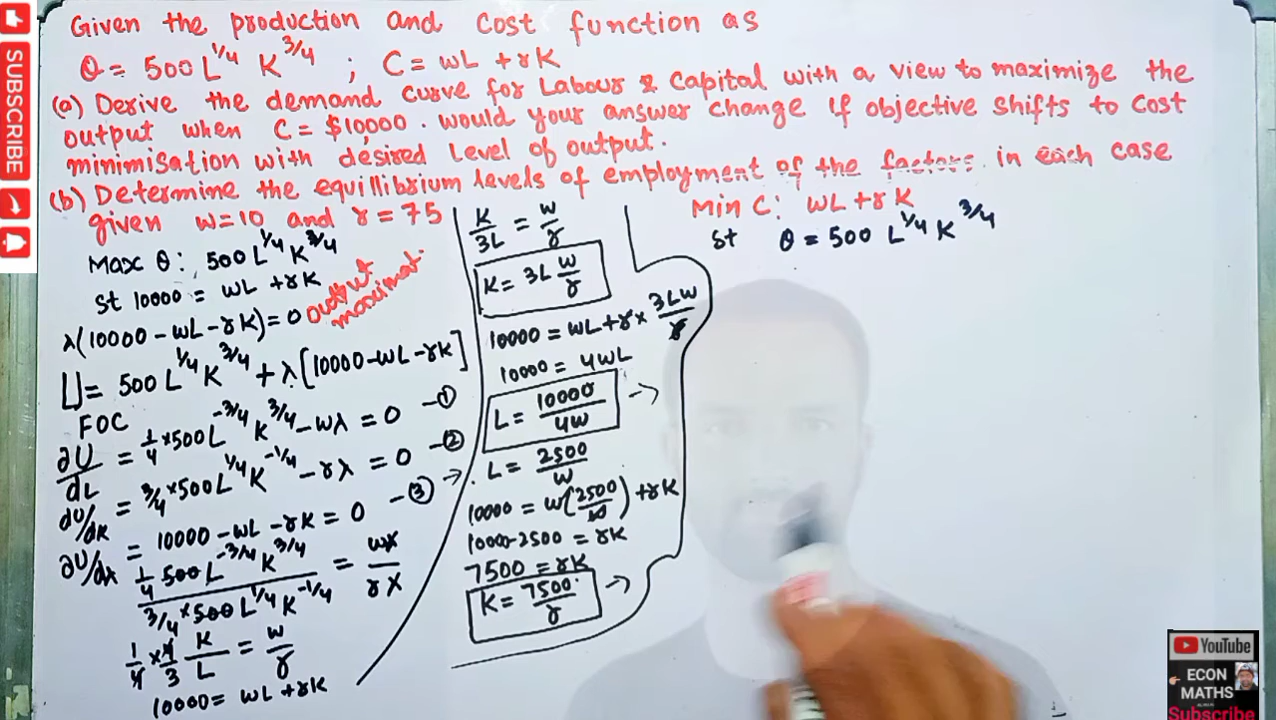 Given the production and cost function as
Q = 500 L^1/4 K^3/4 ; C = wL + rK
(a) Derive the demand curve for Labour & capital with a view to maximize the
output when C = $10,000. would your answer change if objective shifts to cost
minimisation with desired level of output.
(b) Determine the equillibrium levels of employment of the factors in each case
given w=10 and r = 75
Max Q: 500 L^1/4 K^3/4
st 10000 = wL + rK
output maximizat.
λ(10000 - wL - rK) = 0
U = 500 L^1/4 K^3/4 + λ[10000 - wL - rK]
FOC
∂U/dL = 1/4 × 500 L^-3/4 K^3/4 - wλ = 0 -①
dU/dK = 3/4 × 500 L^1/4 K^-1/4 - rλ = 0 -②
∂U/dλ = 10000 - wL - rK = 0 -③ →
1/4 500 L^-3/4 K^3/4 / 3/4 × 500 L^1/4 K^-1/4 = wλ / rλ
1/4 × 4/3 K/L = w/r
10000 = wL + rK
K/3L = w/r
K = 3L w/r
10000 = wL + r × 3Lw/r
10000 = 4wL
L = 10000/4w →
L = 2500/w
10000 = w(2500/w) + rK
10000-2500 = rK
7500 = rK
K = 7500/r →
Min C: wL + rK
St Q = 500 L^1/4 K^3/4
SUBSCRIBE
YouTube
ECON
MATHS
Subscribe